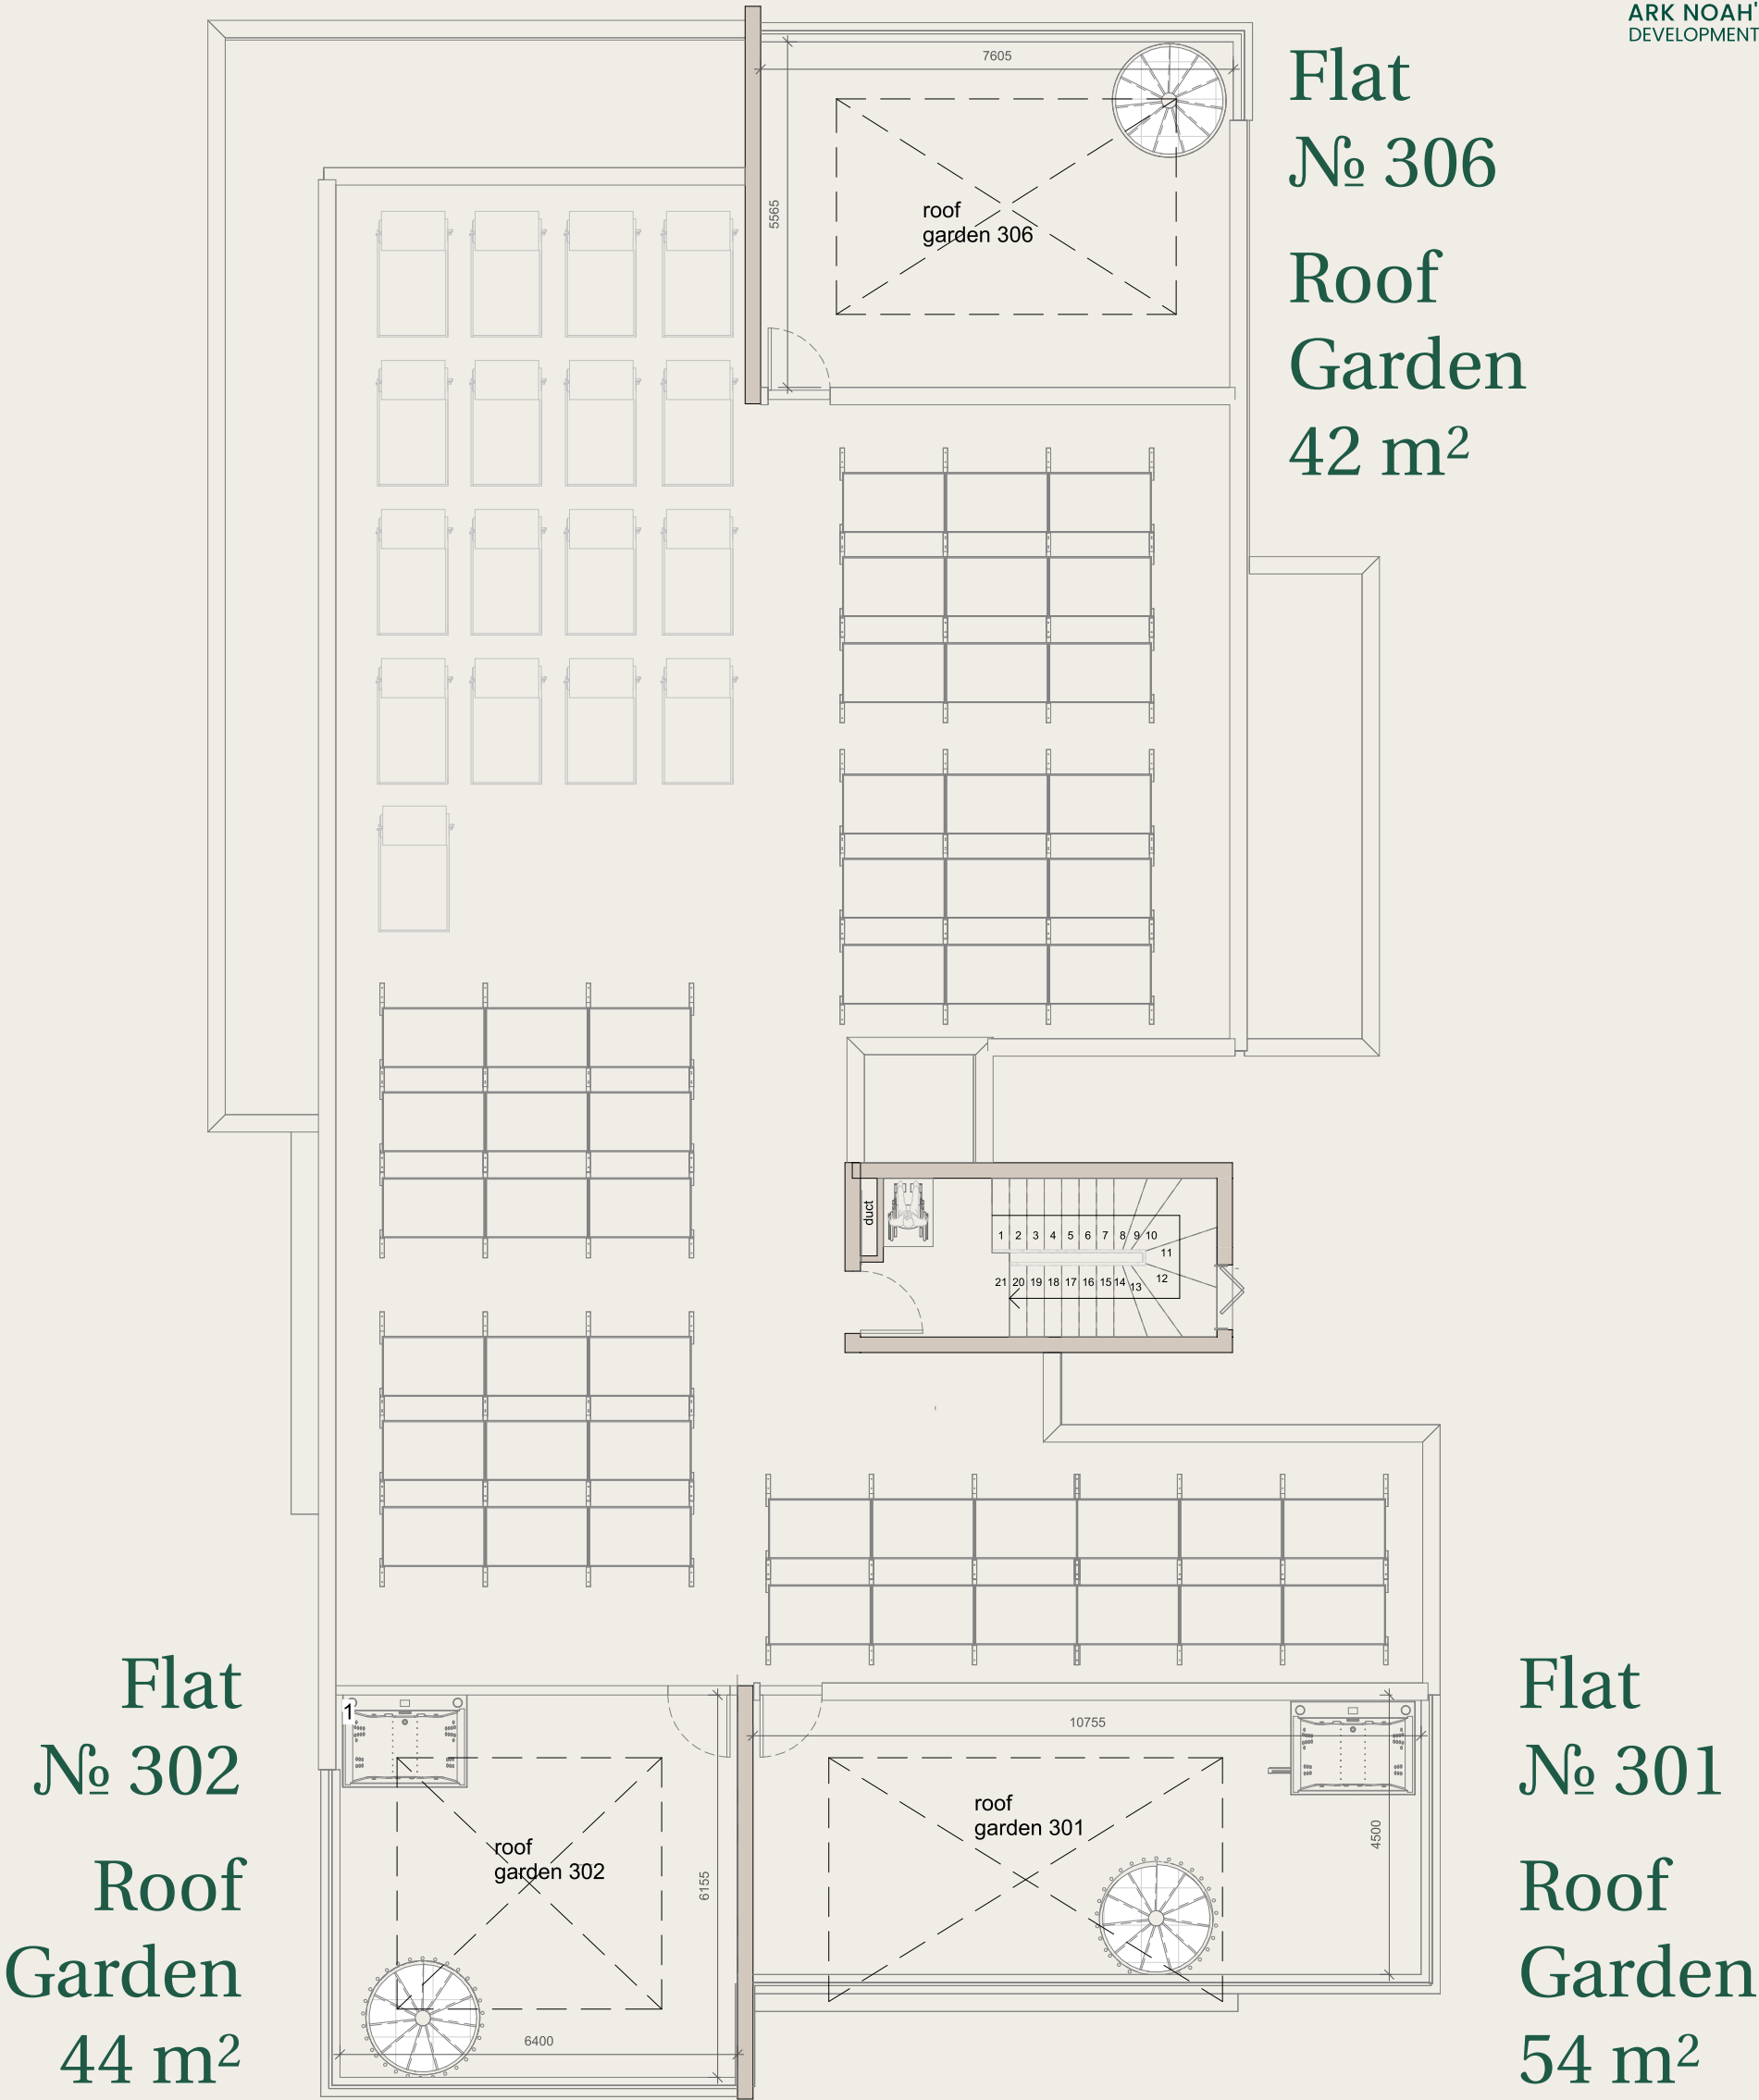 ARK NOAH'
DEVELOPMENT
Flat
№ 306
Roof
Garden
42 m²
7605
5565
roof
garden 306
duct
1 2 3 4 5 6 7 8 9 10
11
12
21 20 19 18 17 16 15 14 13
Flat
№ 302
Roof
Garden
44 m²
1
roof
garden 302
6155
6400
10755
roof
garden 301
4500
Flat
№ 301
Roof
Garden
54 m²